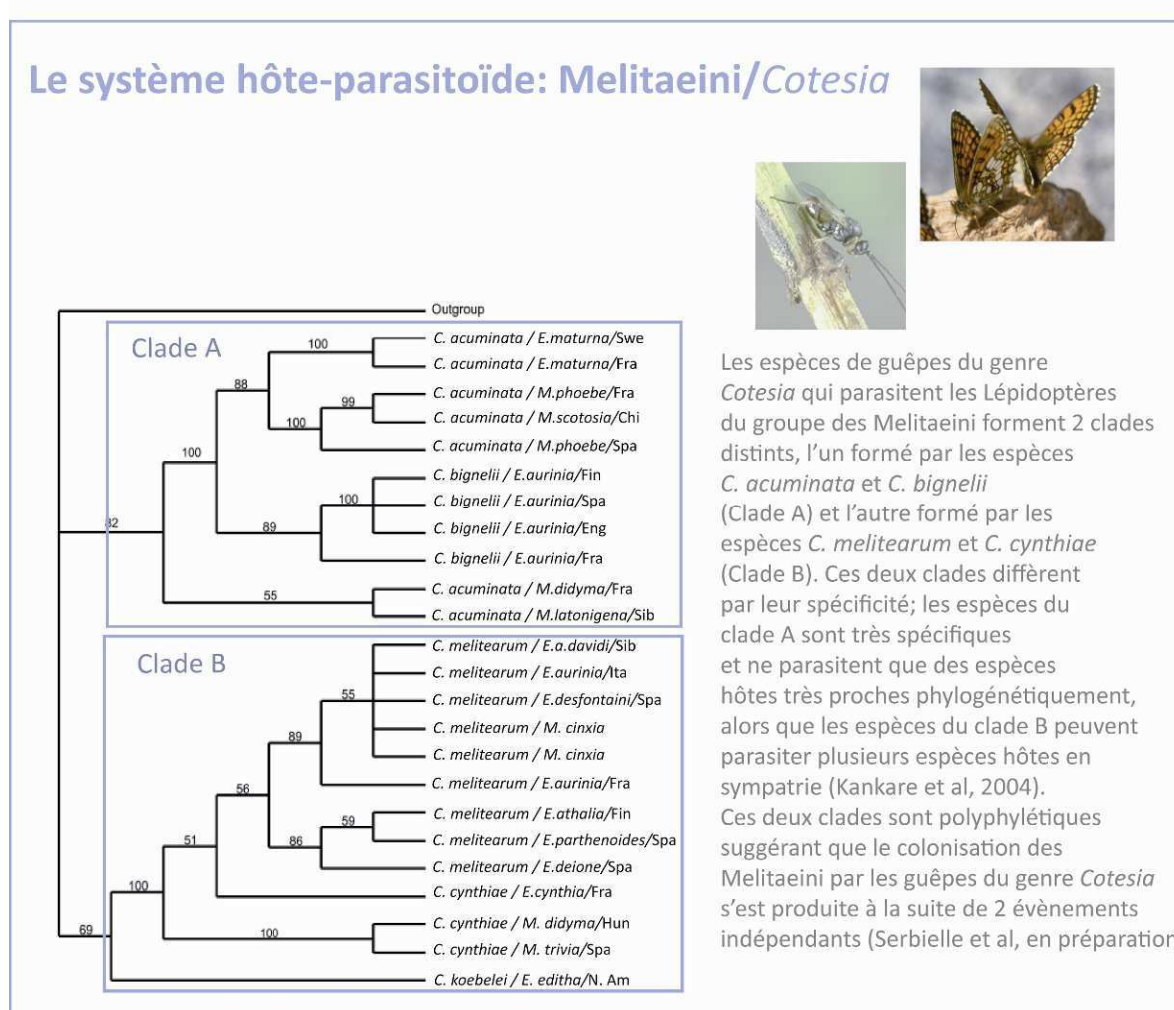 Le système hôte-parasitoïde: Melitaeini/Cotesia
Outgroup
Clade A
C. acuminata / E.maturna/Swe
C. acuminata / E.maturna/Fra
C. acuminata / M.phoebe/Fra
C. acuminata / M.scotosia/Chi
C. acuminata / M.phoebe/Spa
C. bignelii / E.aurinia/Fin
C. bignelii / E.aurinia/Spa
C. bignelii / E.aurinia/Eng
C. bignelii / E.aurinia/Fra
C. acuminata / M.didyma/Fra
C. acuminata / M.latonigena/Sib
100
88
99
100
100
100
89
82
55
Clade B
C. melitearum / E.a.davidi/Sib
C. melitearum / E.aurinia/Ita
C. melitearum / E.desfontaini/Spa
C. melitearum / M. cinxia
C. melitearum / M. cinxia
C. melitearum / E.aurinia/Fra
C. melitearum / E.athalia/Fin
C. melitearum / E.parthenoides/Spa
C. melitearum / E.deione/Spa
C. cynthiae / E.cynthia/Fra
C. cynthiae / M. didyma/Hun
C. cynthiae / M. trivia/Spa
C. koebelei / E. editha/N. Am
55
89
56
59
86
51
100
100
69
Les espèces de guêpes du genre
Cotesia qui parasitent les Lépidoptères
du groupe des Melitaeini forment 2 clades
distints, l'un formé par les espèces
C. acuminata et C. bignelii
(Clade A) et l'autre formé par les
espèces C. melitearum et C. cynthiae
(Clade B). Ces deux clades diffèrent
par leur spécificité; les espèces du
clade A sont très spécifiques
et ne parasitent que des espèces
hôtes très proches phylogénétiquement,
alors que les espèces du clade B peuvent
parasiter plusieurs espèces hôtes en
sympatrie (Kankare et al, 2004).
Ces deux clades sont polyphylétiques
suggérant que le colonisation des
Melitaeini par les guêpes du genre Cotesia
s'est produite à la suite de 2 évènements
indépendants (Serbielle et al, en préparation